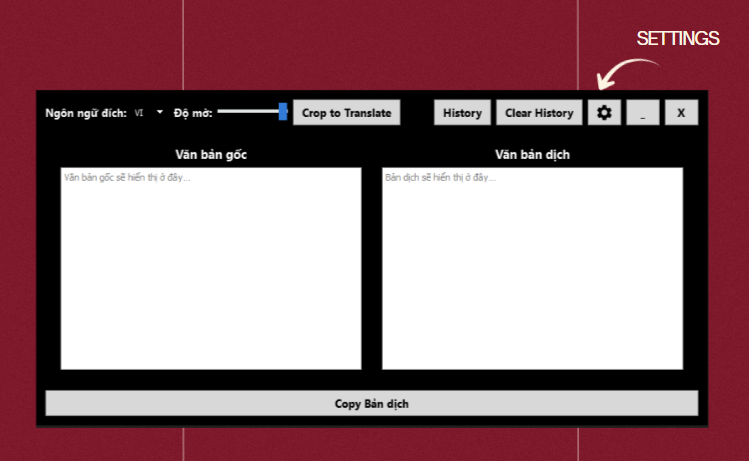 SETTINGS
Ngôn ngữ đích: VI Độ mờ: Crop to Translate History Clear History _ X
Văn bản gốc Văn bản dịch
Văn bản gốc sẽ hiển thị ở đây... Bản dịch sẽ hiển thị ở đây...
Copy Bản dịch